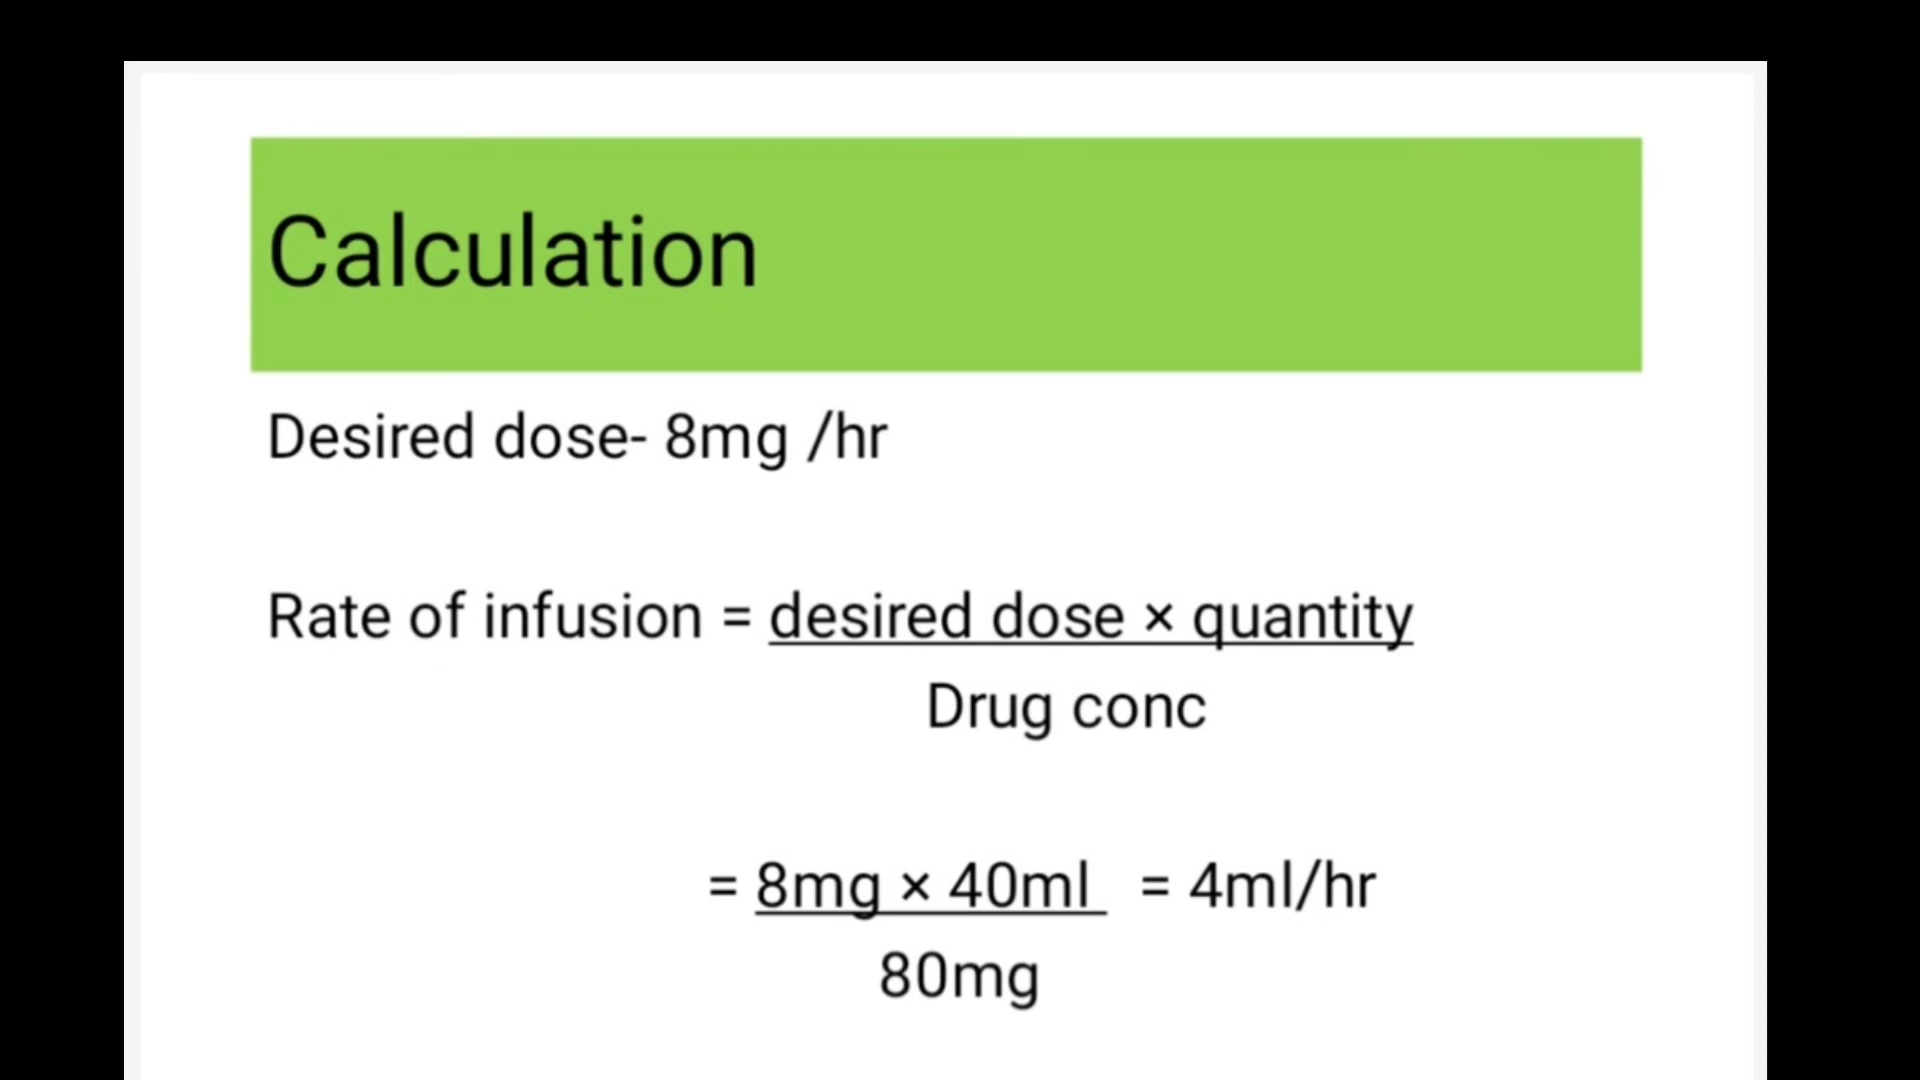 Calculation
Desired dose- 8mg /hr
Rate of infusion = desired dose × quantity
Drug conc
= 8mg × 40ml = 4ml/hr
80mg